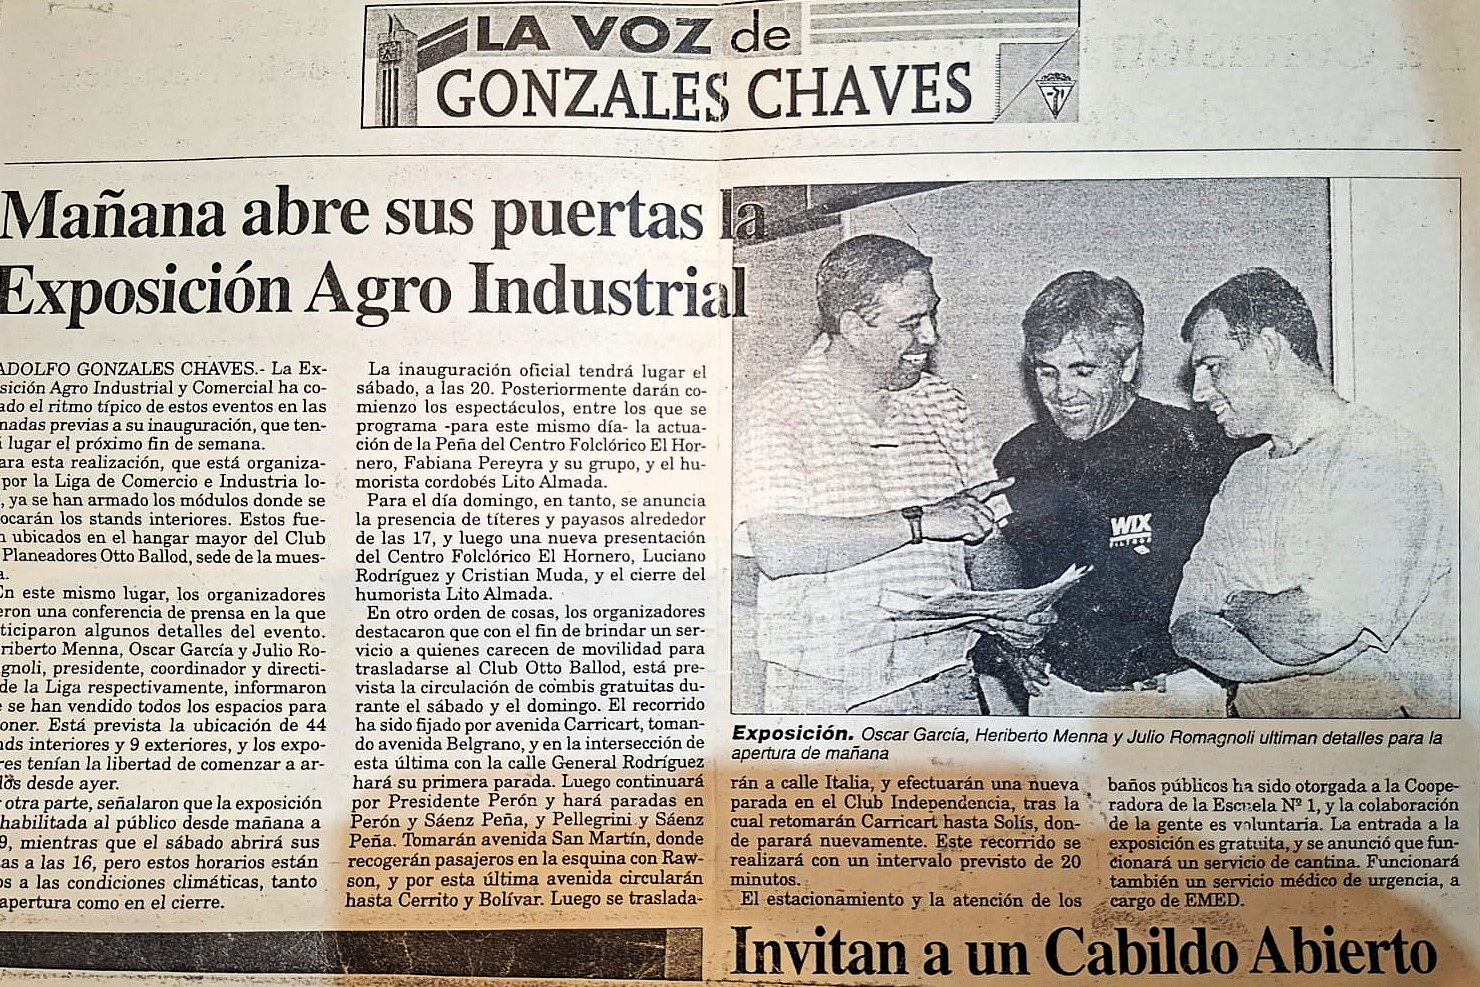 LA VOZ de
GONZALES CHAVES
Mañana abre sus puertas la
Exposición Agro Industrial
ADOLFO GONZALES CHAVES.- La Ex-
sición Agro Industrial y Comercial ha co-
ado el ritmo típico de estos eventos en las
nadas previas a su inauguración, que ten-
lugar el próximo fin de semana.
ara esta realización, que está organiza-
por la Liga de Comercio e Industria lo-
, ya se han armado los módulos donde se
ocarán los stands interiores. Estos fue-
n ubicados en el hangar mayor del Club
Planeadores Otto Ballod, sede de la mues-
a.
En este mismo lugar, los organizadores
eron una conferencia de prensa en la que
ticiparon algunos detalles del evento.
riberto Menna, Oscar García y Julio Ro-
gnoli, presidente, coordinador y directi-
de la Liga respectivamente, informaron
e se han vendido todos los espacios para
oner. Está prevista la ubicación de 44
nds interiores y 9 exteriores, y los expo-
res tenían la libertad de comenzar a ar-
los desde ayer.
otra parte, señalaron que la exposición
habilitada al público desde mañana a
9, mientras que el sábado abrirá sus
tas a las 16, pero estos horarios están
os a las condiciones climáticas, tanto
apertura como en el cierre.
La inauguración oficial tendrá lugar el
sábado, a las 20. Posteriormente darán co-
mienzo los espectáculos, entre los que se
programa -para este mismo día- la actua-
ción de la Peña del Centro Folclórico El Hor-
nero, Fabiana Pereyra y su grupo, y el hu-
morista cordobés Lito Almada.
Para el día domingo, en tanto, se anuncia
la presencia de títeres y payasos alrededor
de las 17, y luego una nueva presentación
del Centro Folclórico El Hornero, Luciano
Rodríguez y Cristian Muda, y el cierre del
humorista Lito Almada.
En otro orden de cosas, los organizadores
destacaron que con el fin de brindar un ser-
vicio a quienes carecen de movilidad para
trasladarse al Club Otto Ballod, está pre-
vista la circulación de combis gratuitas du-
rante el sábado y el domingo. El recorrido
ha sido fijado por avenida Carricart, toman-
do avenida Belgrano, y en la intersección de
esta última con la calle General Rodríguez
hará su primera parada. Luego continuará
por Presidente Perón y hará paradas en
Perón y Sáenz Peña, y Pellegrini y Sáenz
Peña. Tomarán avenida San Martín, donde
recogerán pasajeros en la esquina con Raw-
son, y por esta última avenida circularán
hasta Cerrito y Bolívar. Luego se traslada-
WIX
FILTROS
Exposición. Oscar García, Heriberto Menna y Julio Romagnoli ultiman detalles para la
apertura de mañana
rán a calle Italia, y efectuarán una nueva
parada en el Club Independencia, tras la
cual retomarán Carricart hasta Solís, don-
de parará nuevamente. Este recorrido se
realizará con un intervalo previsto de 20
minutos.
El estacionamiento y la atención de los
baños públicos ha sido otorgada a la Coope-
radora de la Escuela Nº 1, y la colaboración
de la gente es voluntaria. La entrada a la
exposición es gratuita, y se anunció que fun-
cionará un servicio de cantina. Funcionará
también un servicio médico de urgencia, a
cargo de EMED.
Invitan a un Cabildo Abierto